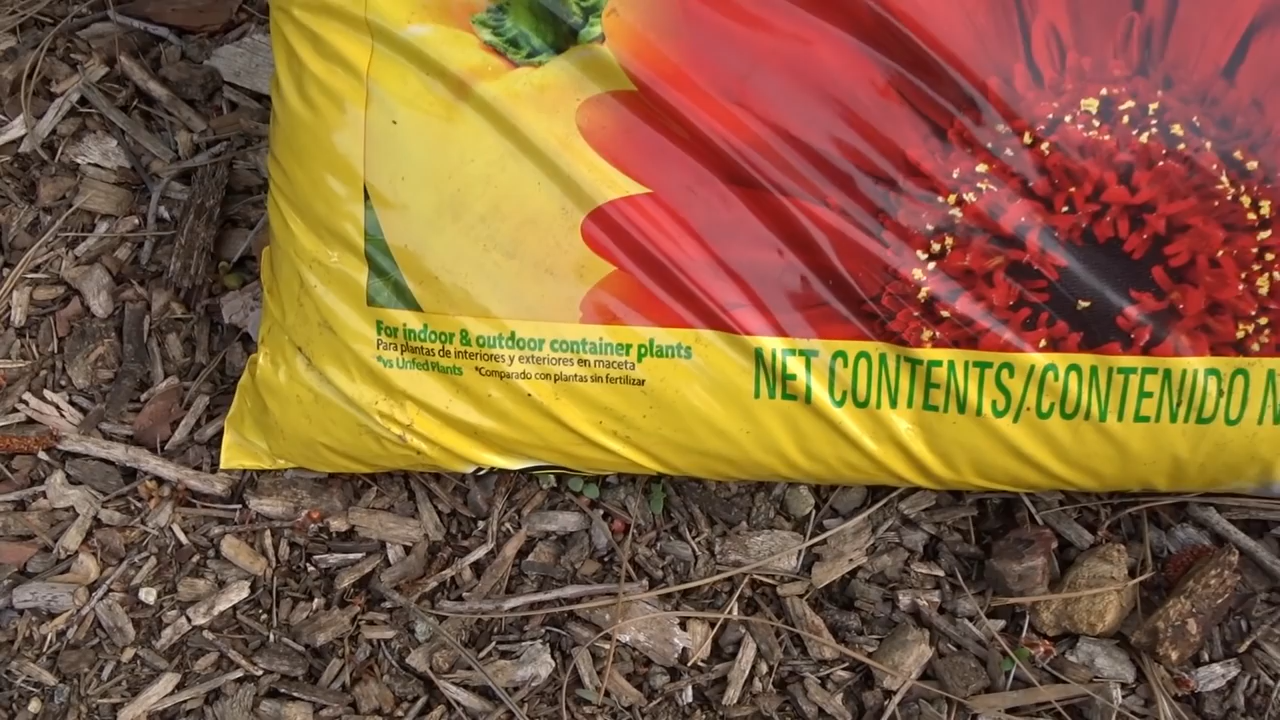 For indoor & outdoor container plants
Para plantas de interiores y exteriores en maceta
*vs Unfed Plants *Comparado con plantas sin fertilizar
NET CONTENTS/CONTENIDO N